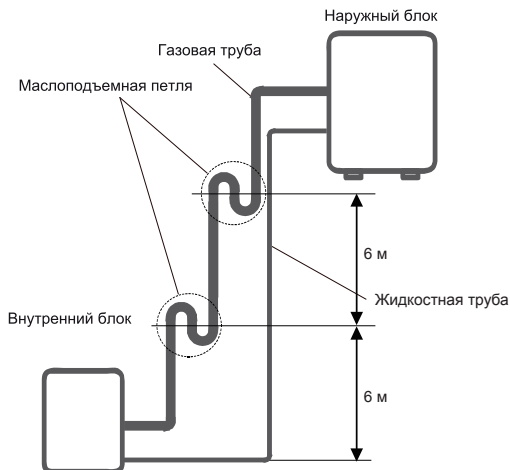 Наружный блок
Газовая труба
Маслоподъемная петля
6 м
Жидкостная труба
Внутренний блок
6 м